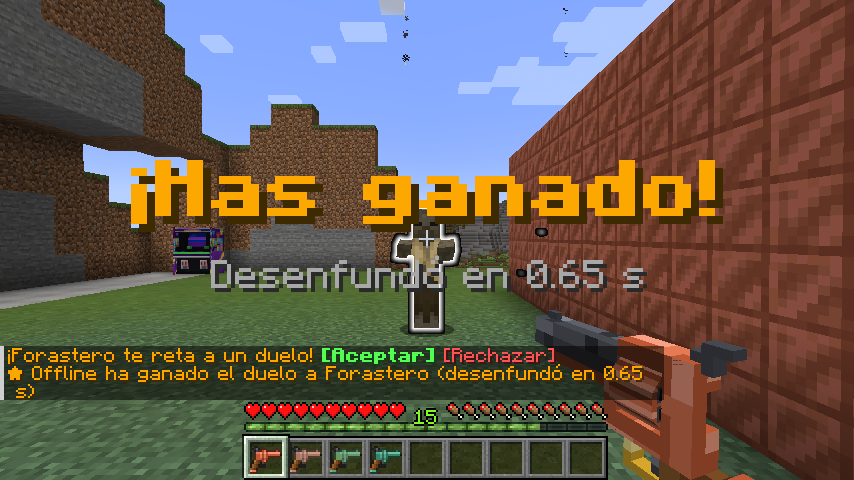 ¡Has ganado!
Desenfundó en 0.65 s
¡Forastero te reta a un duelo! [Aceptar] [Rechazar]
★ Offline ha ganado el duelo a Forastero (desenfundó en 0.65
s)
15